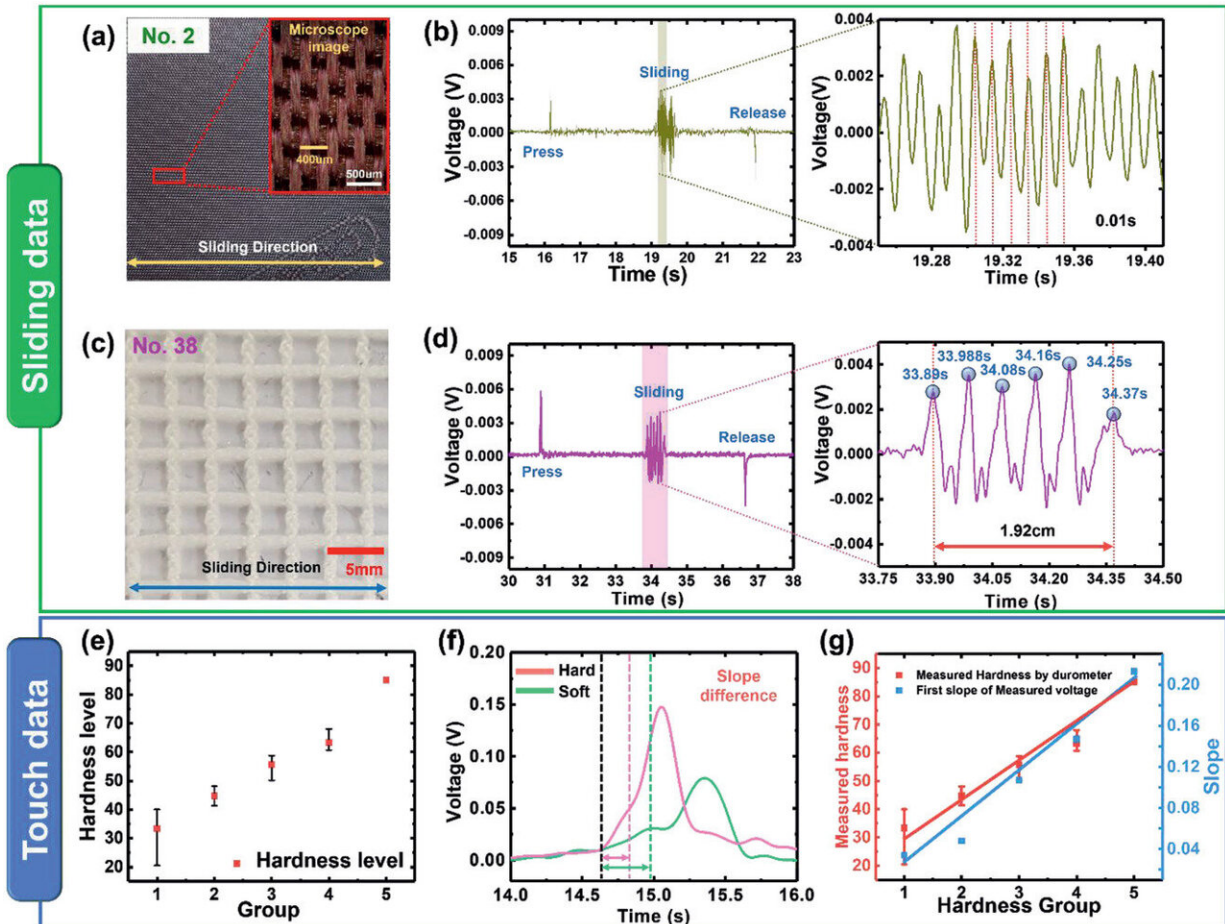 Sliding data
(a)
No. 2
Microscope
image
400um
500um
Sliding Direction
(b)
Voltage (V)
0.009
0.006
0.003
0.000
-0.003
-0.006
-0.009
Press
Sliding
Release
15 16 17 18 19 20 21 22 23
Time (s)
Voltage(V)
0.004
0.002
0.000
-0.002
-0.004
0.01s
19.28 19.32 19.36 19.40
Time (s)
(c)
No. 38
Sliding Direction
5mm
(d)
Voltage (V)
0.009
0.006
0.003
0.000
-0.003
-0.006
-0.009
Press
Sliding
Release
30 31 32 33 34 35 36 37 38
Time (s)
Voltage (V)
0.004
0.002
0.000
-0.002
-0.004
33.89s
33.988s
34.08s
34.16s
34.25s
34.37s
1.92cm
33.75 33.90 34.05 34.20 34.35 34.50
Time (s)
Touch data
(e)
Hardness level
90
80
70
60
50
40
30
20
Hardness level
1 2 3 4 5
Group
(f)
Voltage (V)
0.20
0.15
0.10
0.05
0.00
Hard
Soft
Slope
difference
14.0 14.5 15.0 15.5 16.0
Time (s)
(g)
Measured hardness
90
80
70
60
50
40
30
20
Measured Hardness by durometer
First slope of Measured voltage
0.20
0.16
0.12
0.08
0.04
Slope
1 2 3 4 5
Hardness Group